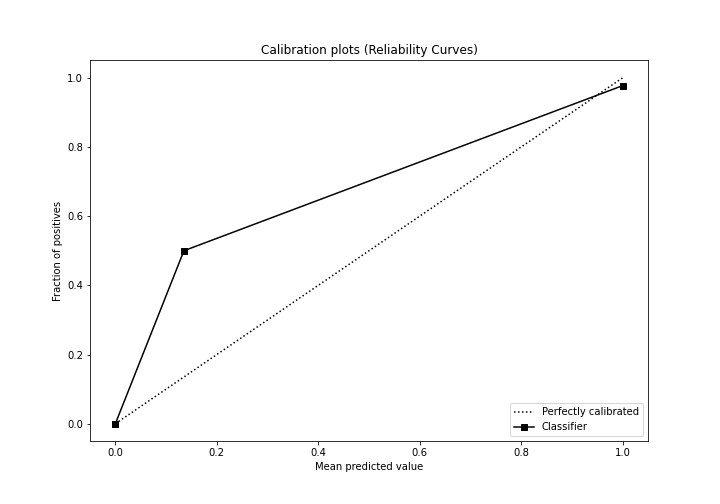 Calibration plots (Reliability Curves)
1.0
0.8
0.6
0.4
0.2
0.0
Fraction of positives
0.0 0.2 0.4 0.6 0.8 1.0
Mean predicted value
Perfectly calibrated
Classifier